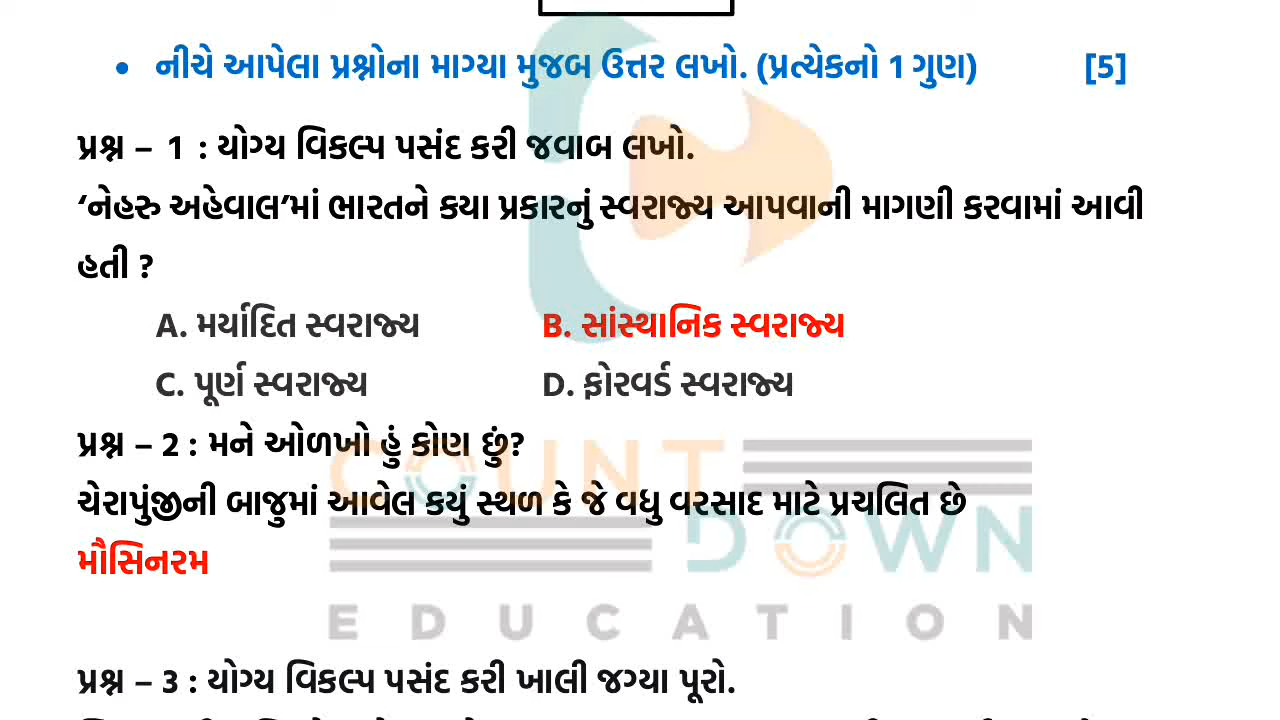 • નીચે આપેલા પ્રશ્નોના માગ્યા મુજબ ઉત્તર લખો. (પ્રત્યેકનો 1 ગુણ) [5]
પ્રશ્ન – 1 : યોગ્ય વિકલ્પ પસંદ કરી જવાબ લખો.
‘નેહરુ અહેવાલ’માં ભારતને કયા પ્રકારનું સ્વરાજ્ય આપવાની માગણી કરવામાં આવી
હતી ?
A. મર્યાદિત સ્વરાજ્ય B. સાંસ્થાનિક સ્વરાજ્ય
C. પૂર્ણ સ્વરાજ્ય D. ફોરવર્ડ સ્વરાજ્ય
પ્રશ્ન – 2 : મને ઓળખો હું કોણ છું?
ચેરાપુંજીની બાજુમાં આવેલ કયું સ્થળ કે જે વધુ વરસાદ માટે પ્રચલિત છે
મૌસિનરમ
COUNT
DOWN
EDUCATION
પ્રશ્ન – 3 : યોગ્ય વિકલ્પ પસંદ કરી ખાલી જગ્યા પૂરો.